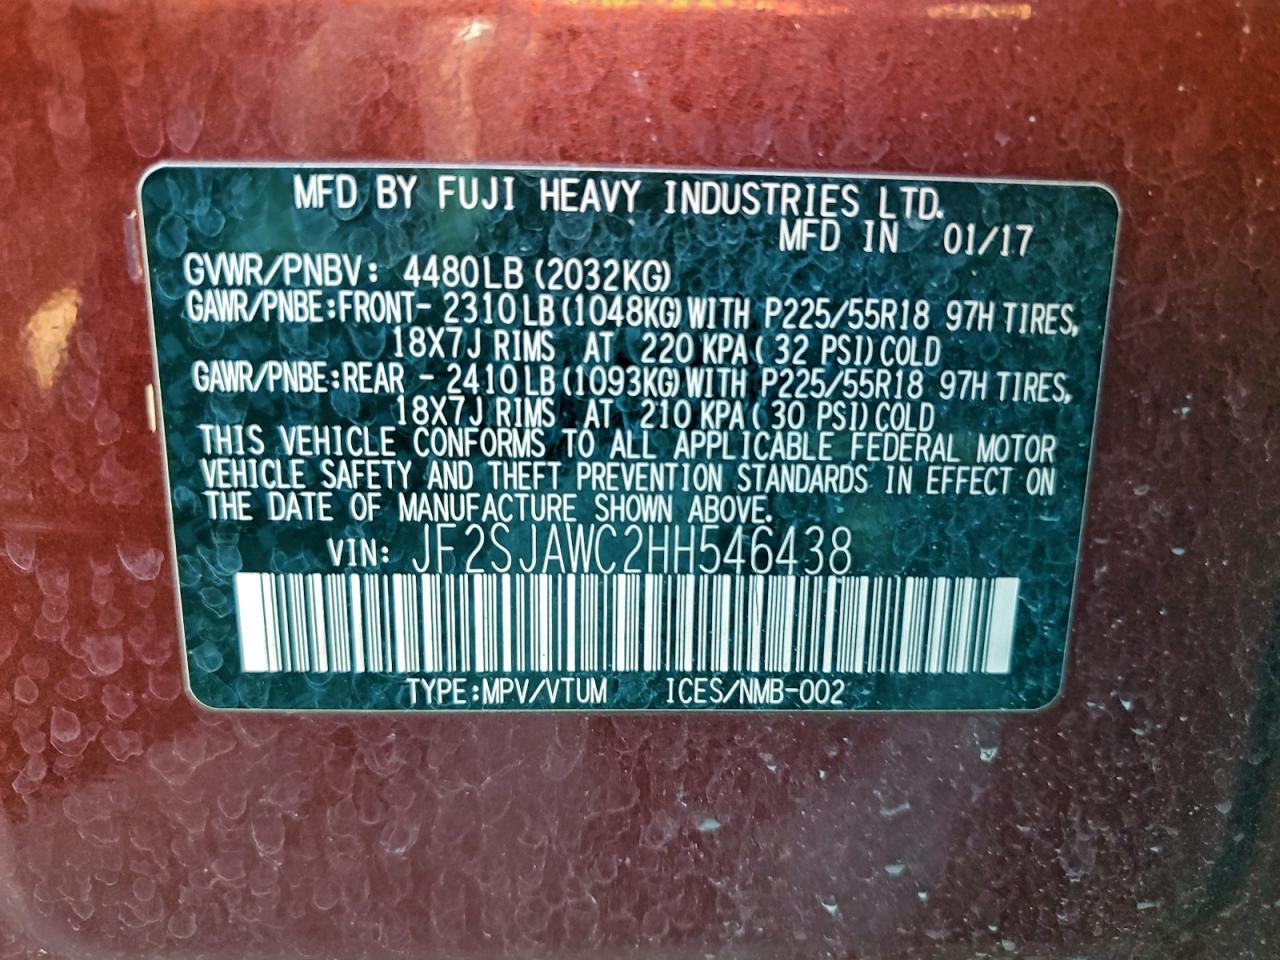 MFD BY FUJI HEAVY INDUSTRIES LTD.
MFD IN 01/17
GVWR/PNBV: 4480LB (2032KG)
GAWR/PNBE:FRONT- 2310LB(1048KG)WITH P225/55R18 97H TIRES,
18X7J RIMS AT 220 KPA( 32 PSI)COLD
GAWR/PNBE:REAR - 2410LB(1093KG)WITH P225/55R18 97H TIRES,
18X7J RIMS AT 210 KPA( 30 PSI)COLD
THIS VEHICLE CONFORMS TO ALL APPLICABLE FEDERAL MOTOR
VEHICLE SAFETY AND THEFT PREVENTION STANDARDS IN EFFECT ON
THE DATE OF MANUFACTURE SHOWN ABOVE.
VIN: JF2SJAWC2HH546438
TYPE:MPV/VTUM ICES/NMB-002